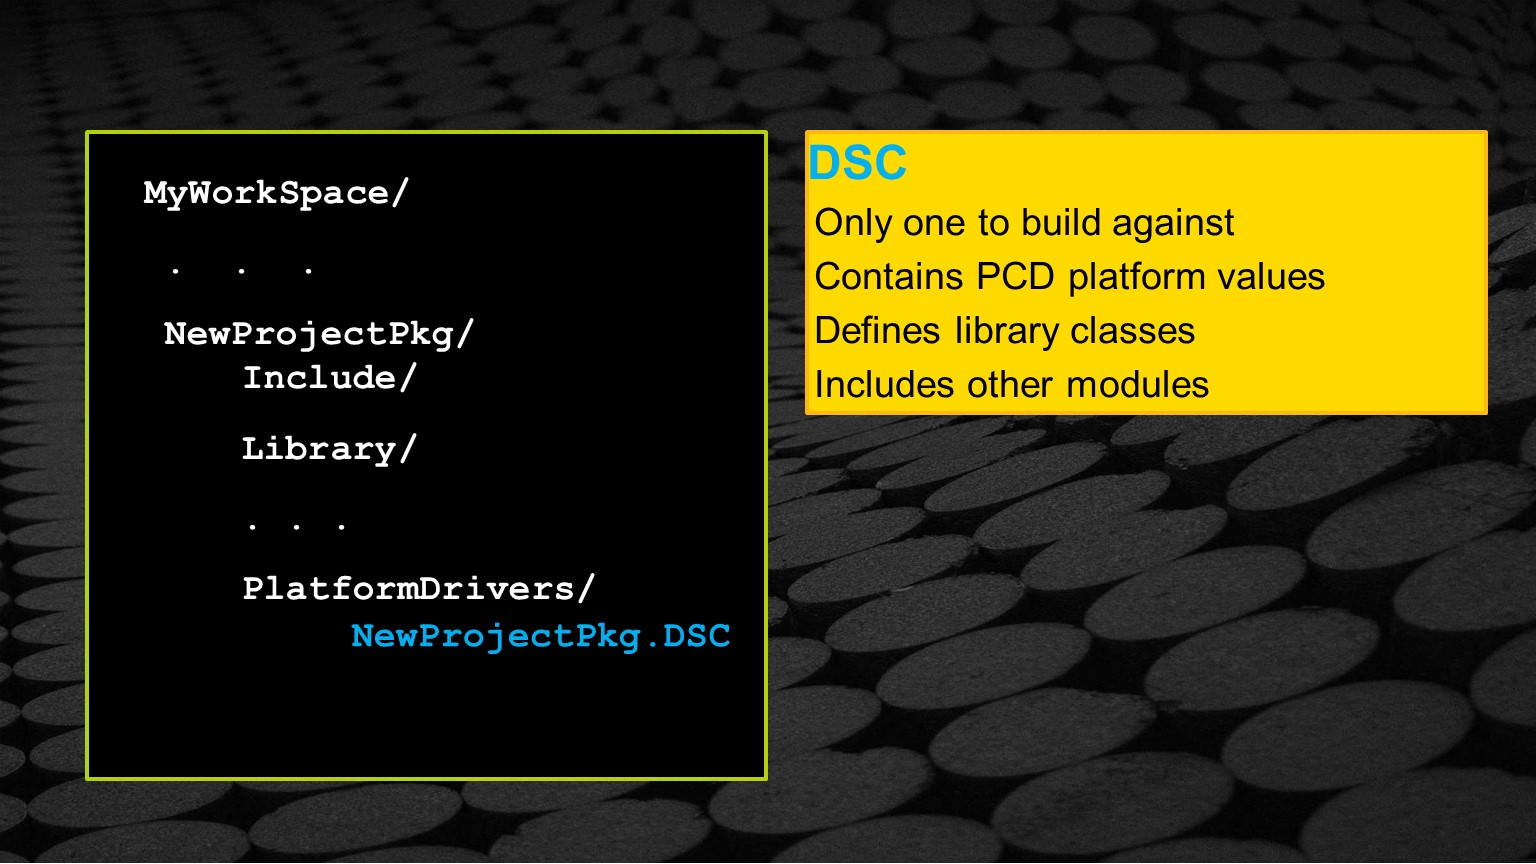 MyWorkSpace/
. . .
NewProjectPkg/
Include/
Library/
. . .
PlatformDrivers/
NewProjectPkg.DSC
DSC
Only one to build against
Contains PCD platform values
Defines library classes
Includes other modules